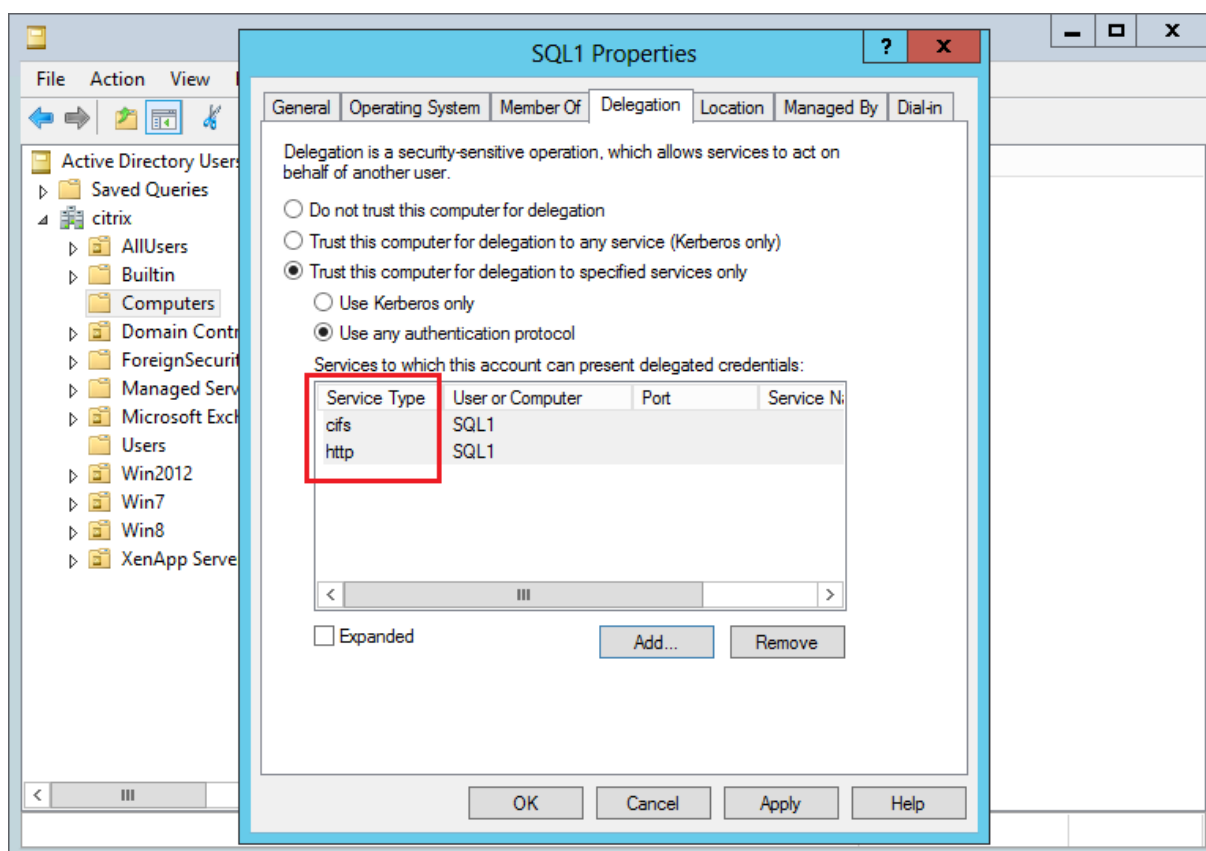 SQL1 Properties
? x
x
File Action View
General Operating System Member Of Delegation Location Managed By Dial-in
Delegation is a security-sensitive operation, which allows services to act on
behalf of another user.
Do not trust this computer for delegation
Trust this computer for delegation to any service (Kerberos only)
Trust this computer for delegation to specified services only
Use Kerberos only
Use any authentication protocol
Services to which this account can present delegated credentials:
Service Type User or Computer Port Service Na
cifs SQL1
http SQL1
Expanded
Add... Remove
OK Cancel Apply Help
Active Directory Users
Saved Queries
citrix
AllUsers
Builtin
Computers
Domain Contr
ForeignSecurit
Managed Serv
Microsoft Exch
Users
Win2012
Win7
Win8
XenApp Serve